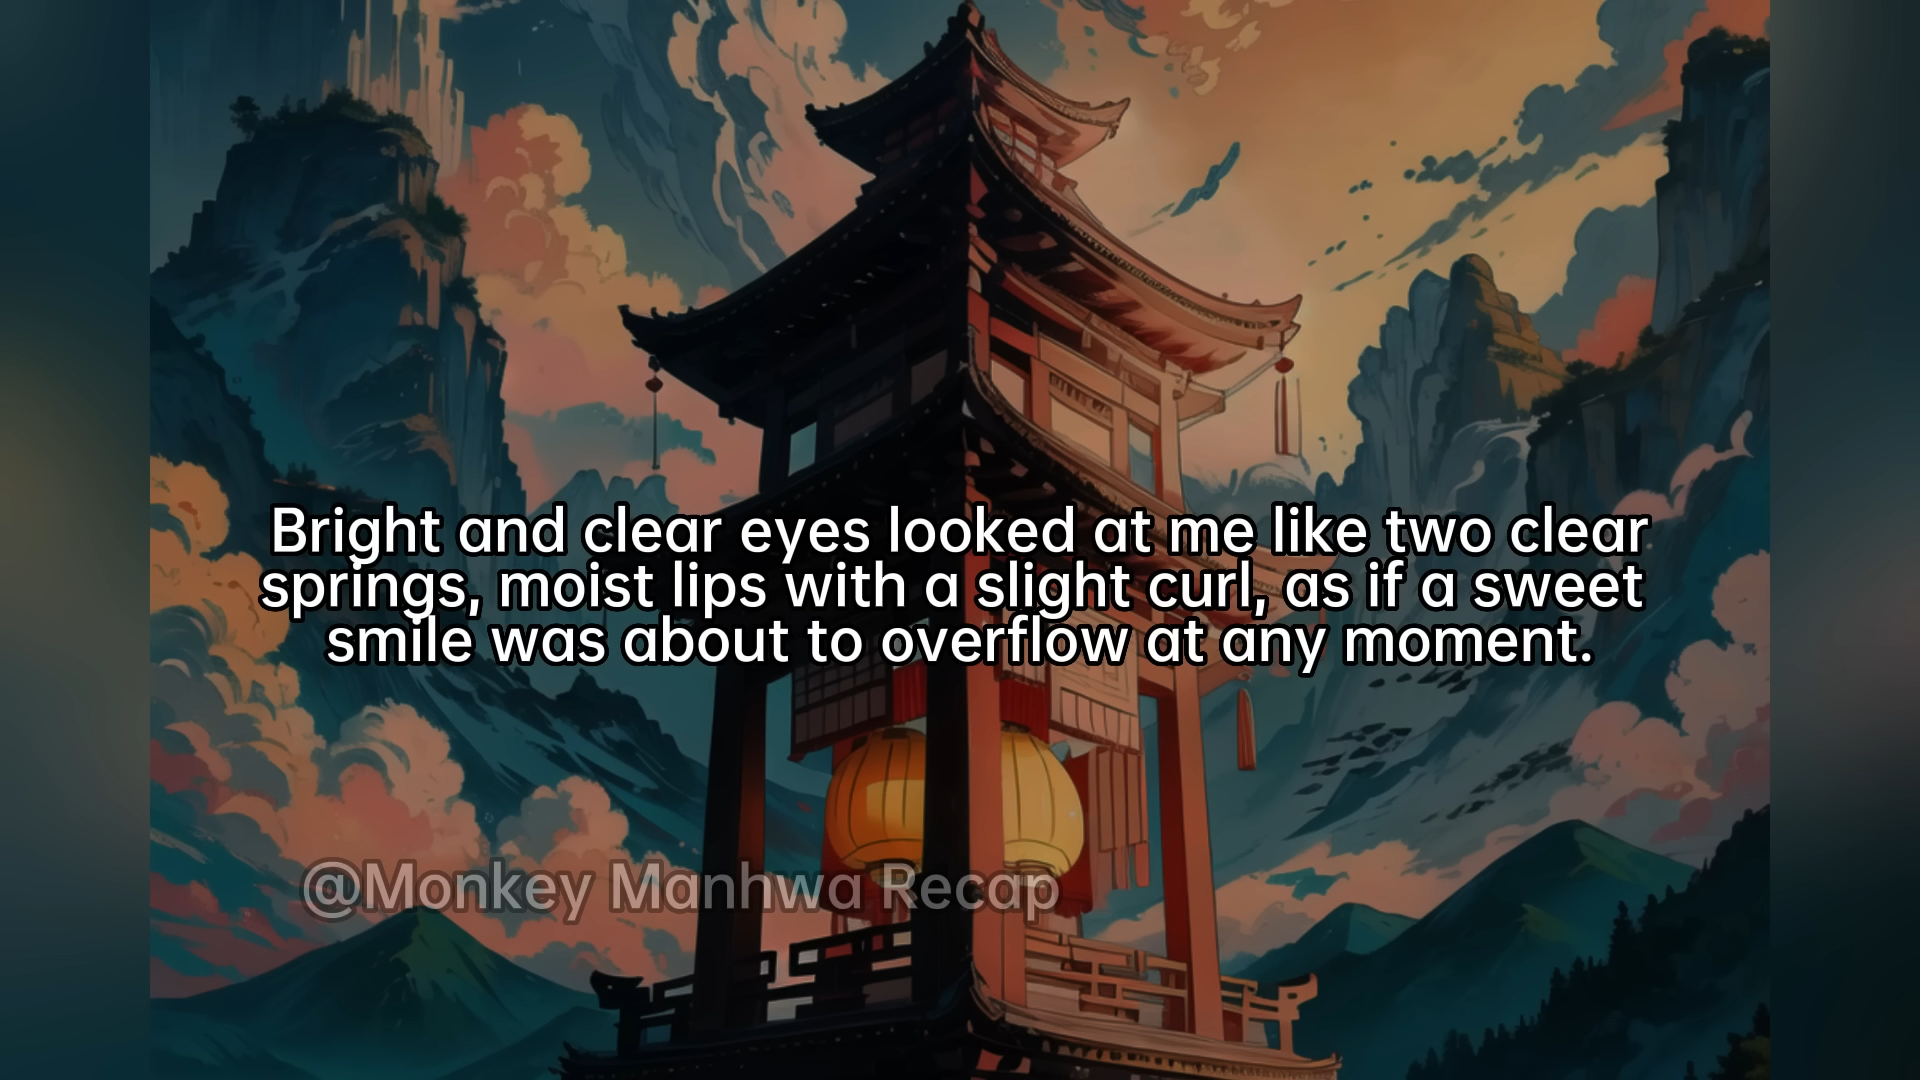 Bright and clear eyes looked at me like two clear
springs, moist lips with a slight curl, as if a sweet
smile was about to overflow at any moment.
@Monkey Manhwa Recap